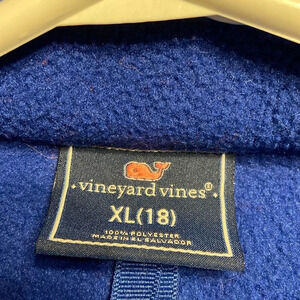 vineyard vines®
XL(18)
100% POLYESTER
MADE IN EL SALVADOR